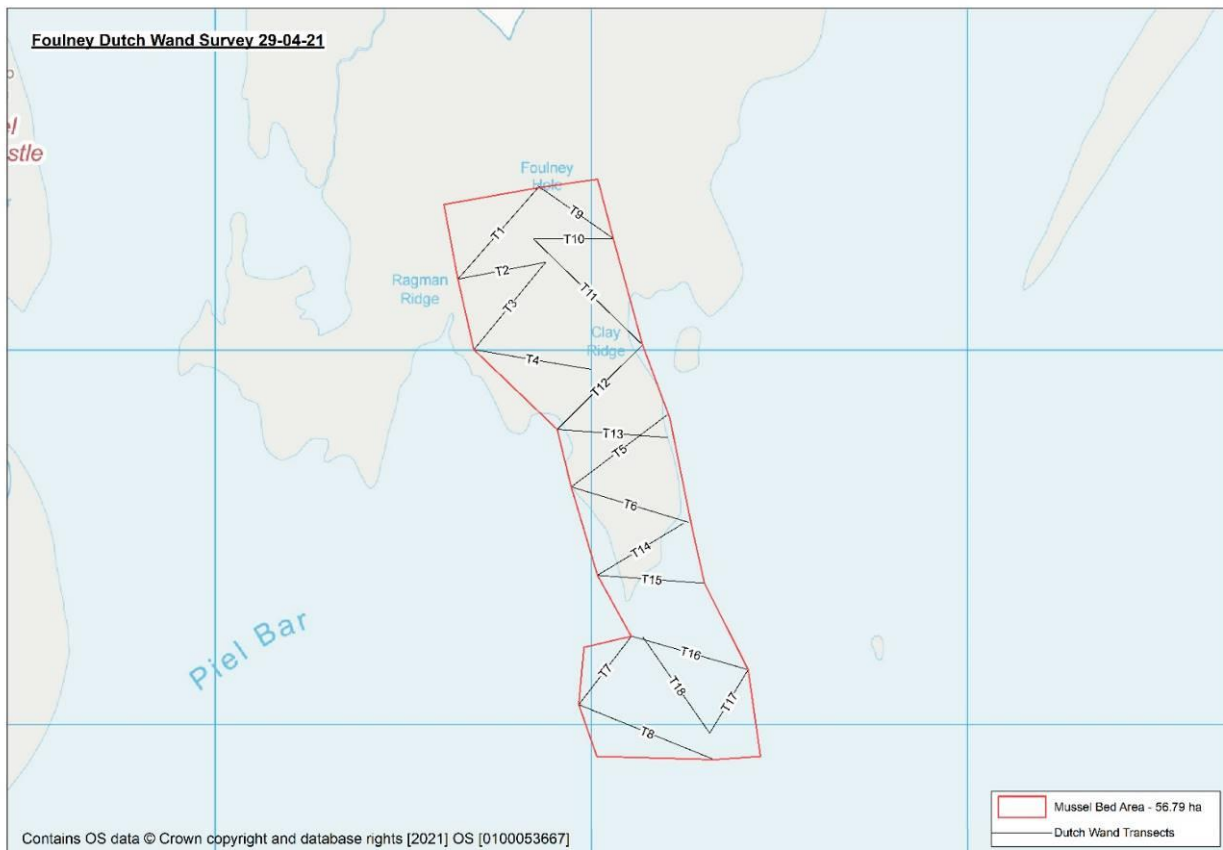 Foulney Dutch Wand Survey 29-04-21
el
stle
Foulney
Hole
T1
T9
T10
T2
Ragman
Ridge
T3
T11
Clay
Ridge
T4
T12
T13
T5
T6
T14
T15
Piel Bar
T16
T7
T18
T17
T8
Mussel Bed Area - 56.79 ha
Dutch Wand Transects
Contains OS data © Crown copyright and database rights [2021] OS [0100053667]